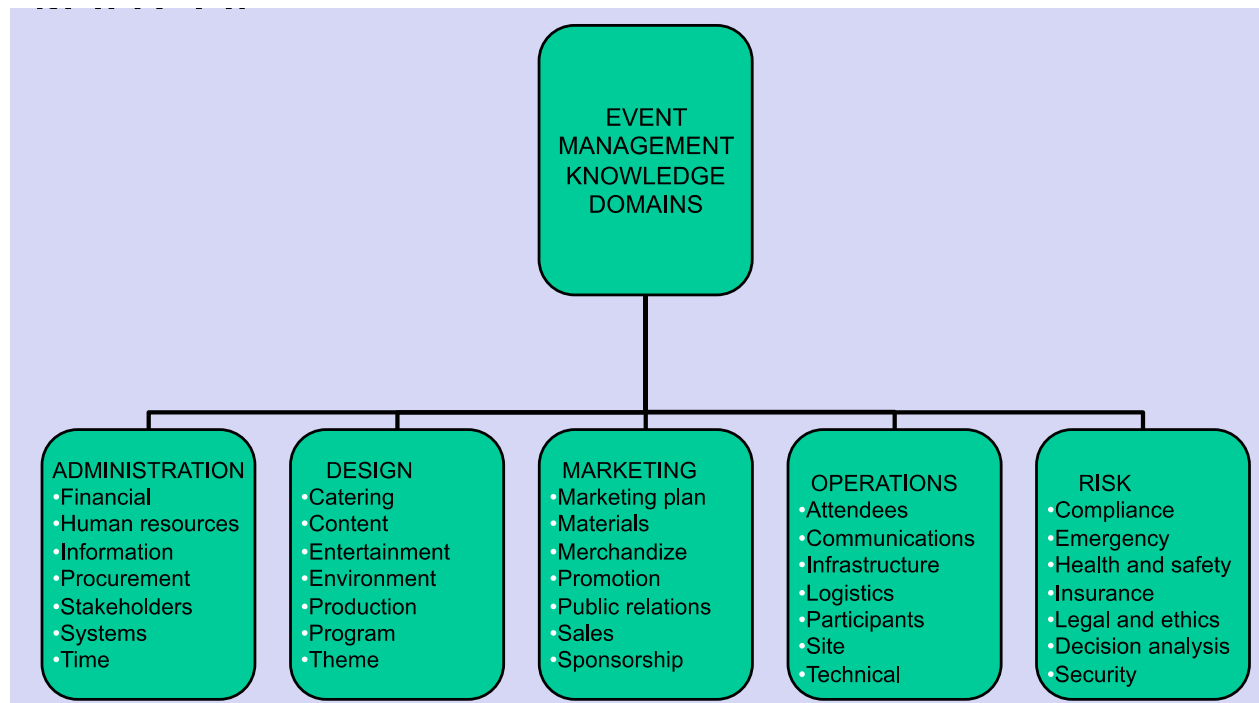 EVENT
MANAGEMENT
KNOWLEDGE
DOMAINS
ADMINISTRATION
•Financial
•Human resources
•Information
•Procurement
•Stakeholders
•Systems
•Time
DESIGN
•Catering
•Content
•Entertainment
•Environment
•Production
•Program
•Theme
MARKETING
•Marketing plan
•Materials
•Merchandize
•Promotion
•Public relations
•Sales
•Sponsorship
OPERATIONS
•Attendees
•Communications
•Infrastructure
•Logistics
•Participants
•Site
•Technical
RISK
•Compliance
•Emergency
•Health and safety
•Insurance
•Legal and ethics
•Decision analysis
•Security